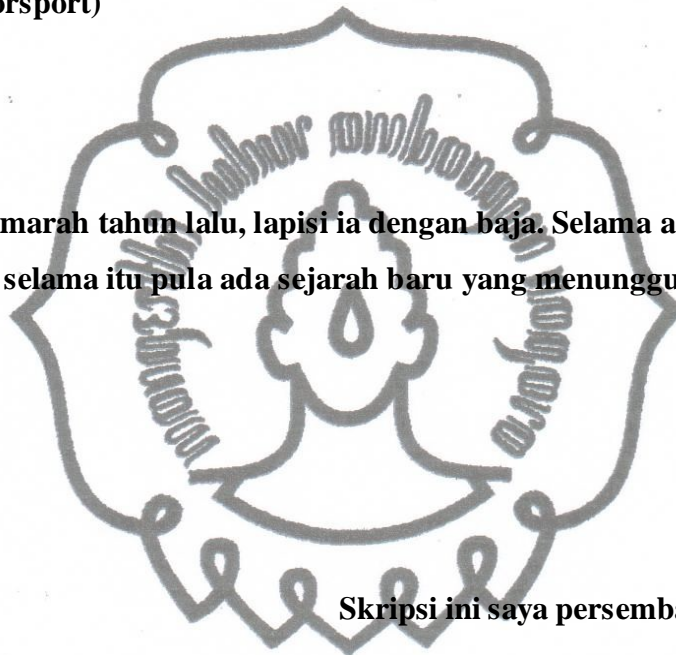 orsport)
marah tahun lalu, lapisi ia dengan baja. Selama a
selama itu pula ada sejarah baru yang menunggu
Skripsi ini saya persemba